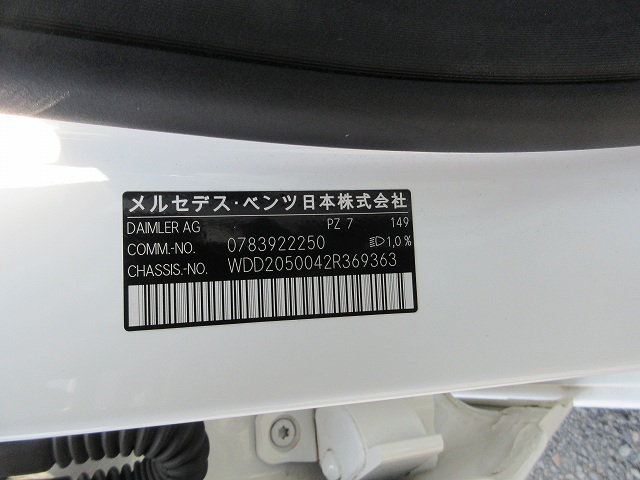 メルセデス・ベンツ日本株式会社
DAIMLER AG PZ 7 149
COMM.-NO. 0783922250 1,0%
CHASSIS.-NO. WDD2050042R369363